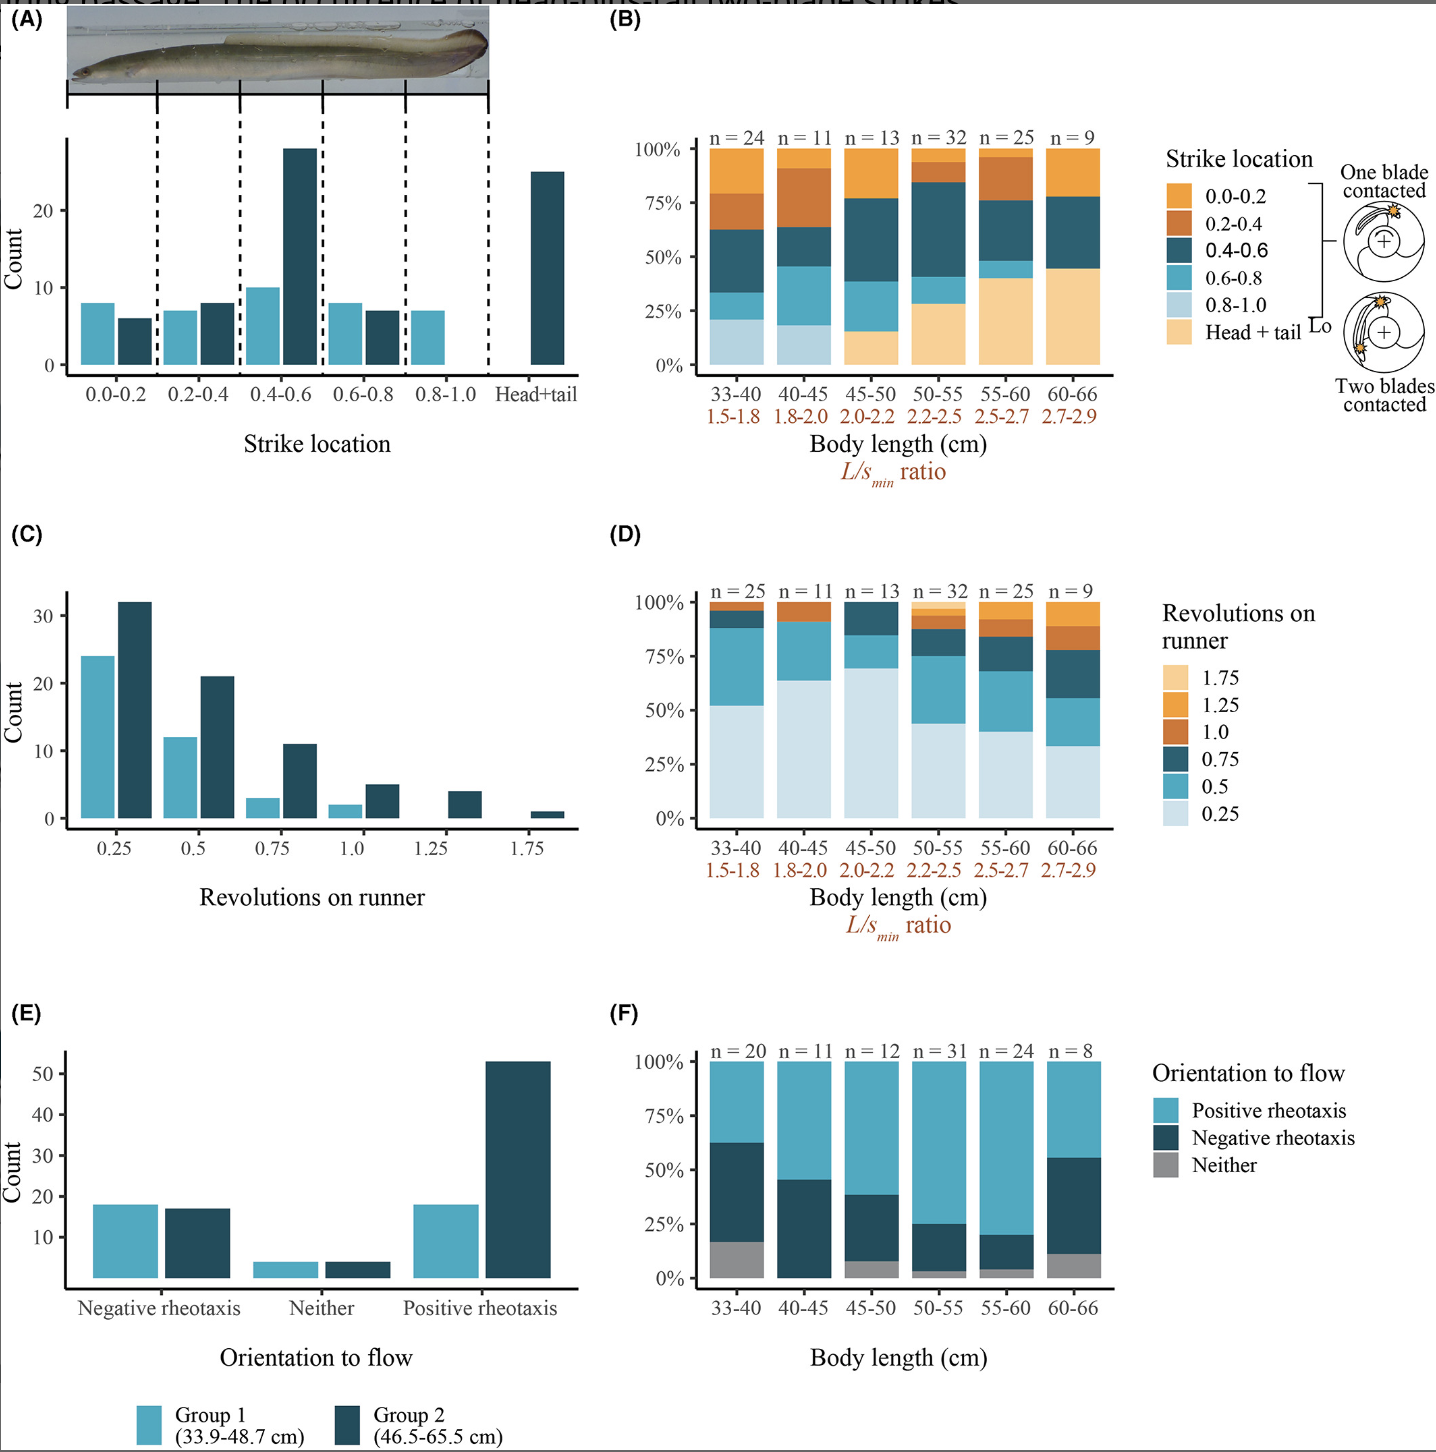 (A)
20
10
0
Count
0.0-0.2 0.2-0.4 0.4-0.6 0.6-0.8 0.8-1.0 Head+tail
Strike location
(B)
n = 24 n = 11 n = 13 n = 32 n = 25 n = 9
100%
75%
50%
25%
0%
33-40 40-45 45-50 50-55 55-60 60-66
1.5-1.8 1.8-2.0 2.0-2.2 2.2-2.5 2.5-2.7 2.7-2.9
Body length (cm)
L/smin ratio
Strike location
0.0-0.2
0.2-0.4
0.4-0.6
0.6-0.8
0.8-1.0
Head + tail Lo
One blade
contacted
Two blades
contacted
(C)
30
20
10
0
Count
0.25 0.5 0.75 1.0 1.25 1.75
Revolutions on runner
(D)
n = 25 n = 11 n = 13 n = 32 n = 25 n = 9
100%
75%
50%
25%
0%
33-40 40-45 45-50 50-55 55-60 60-66
1.5-1.8 1.8-2.0 2.0-2.2 2.2-2.5 2.5-2.7 2.7-2.9
Body length (cm)
L/smin ratio
Revolutions on
runner
1.75
1.25
1.0
0.75
0.5
0.25
(E)
50
40
30
20
10
Count
Negative rheotaxis Neither Positive rheotaxis
Orientation to flow
(F)
n = 20 n = 11 n = 12 n = 31 n = 24 n = 8
100%
75%
50%
25%
0%
33-40 40-45 45-50 50-55 55-60 60-66
Body length (cm)
Orientation to flow
Positive rheotaxis
Negative rheotaxis
Neither
Group 1
(33.9-48.7 cm)
Group 2
(46.5-65.5 cm)